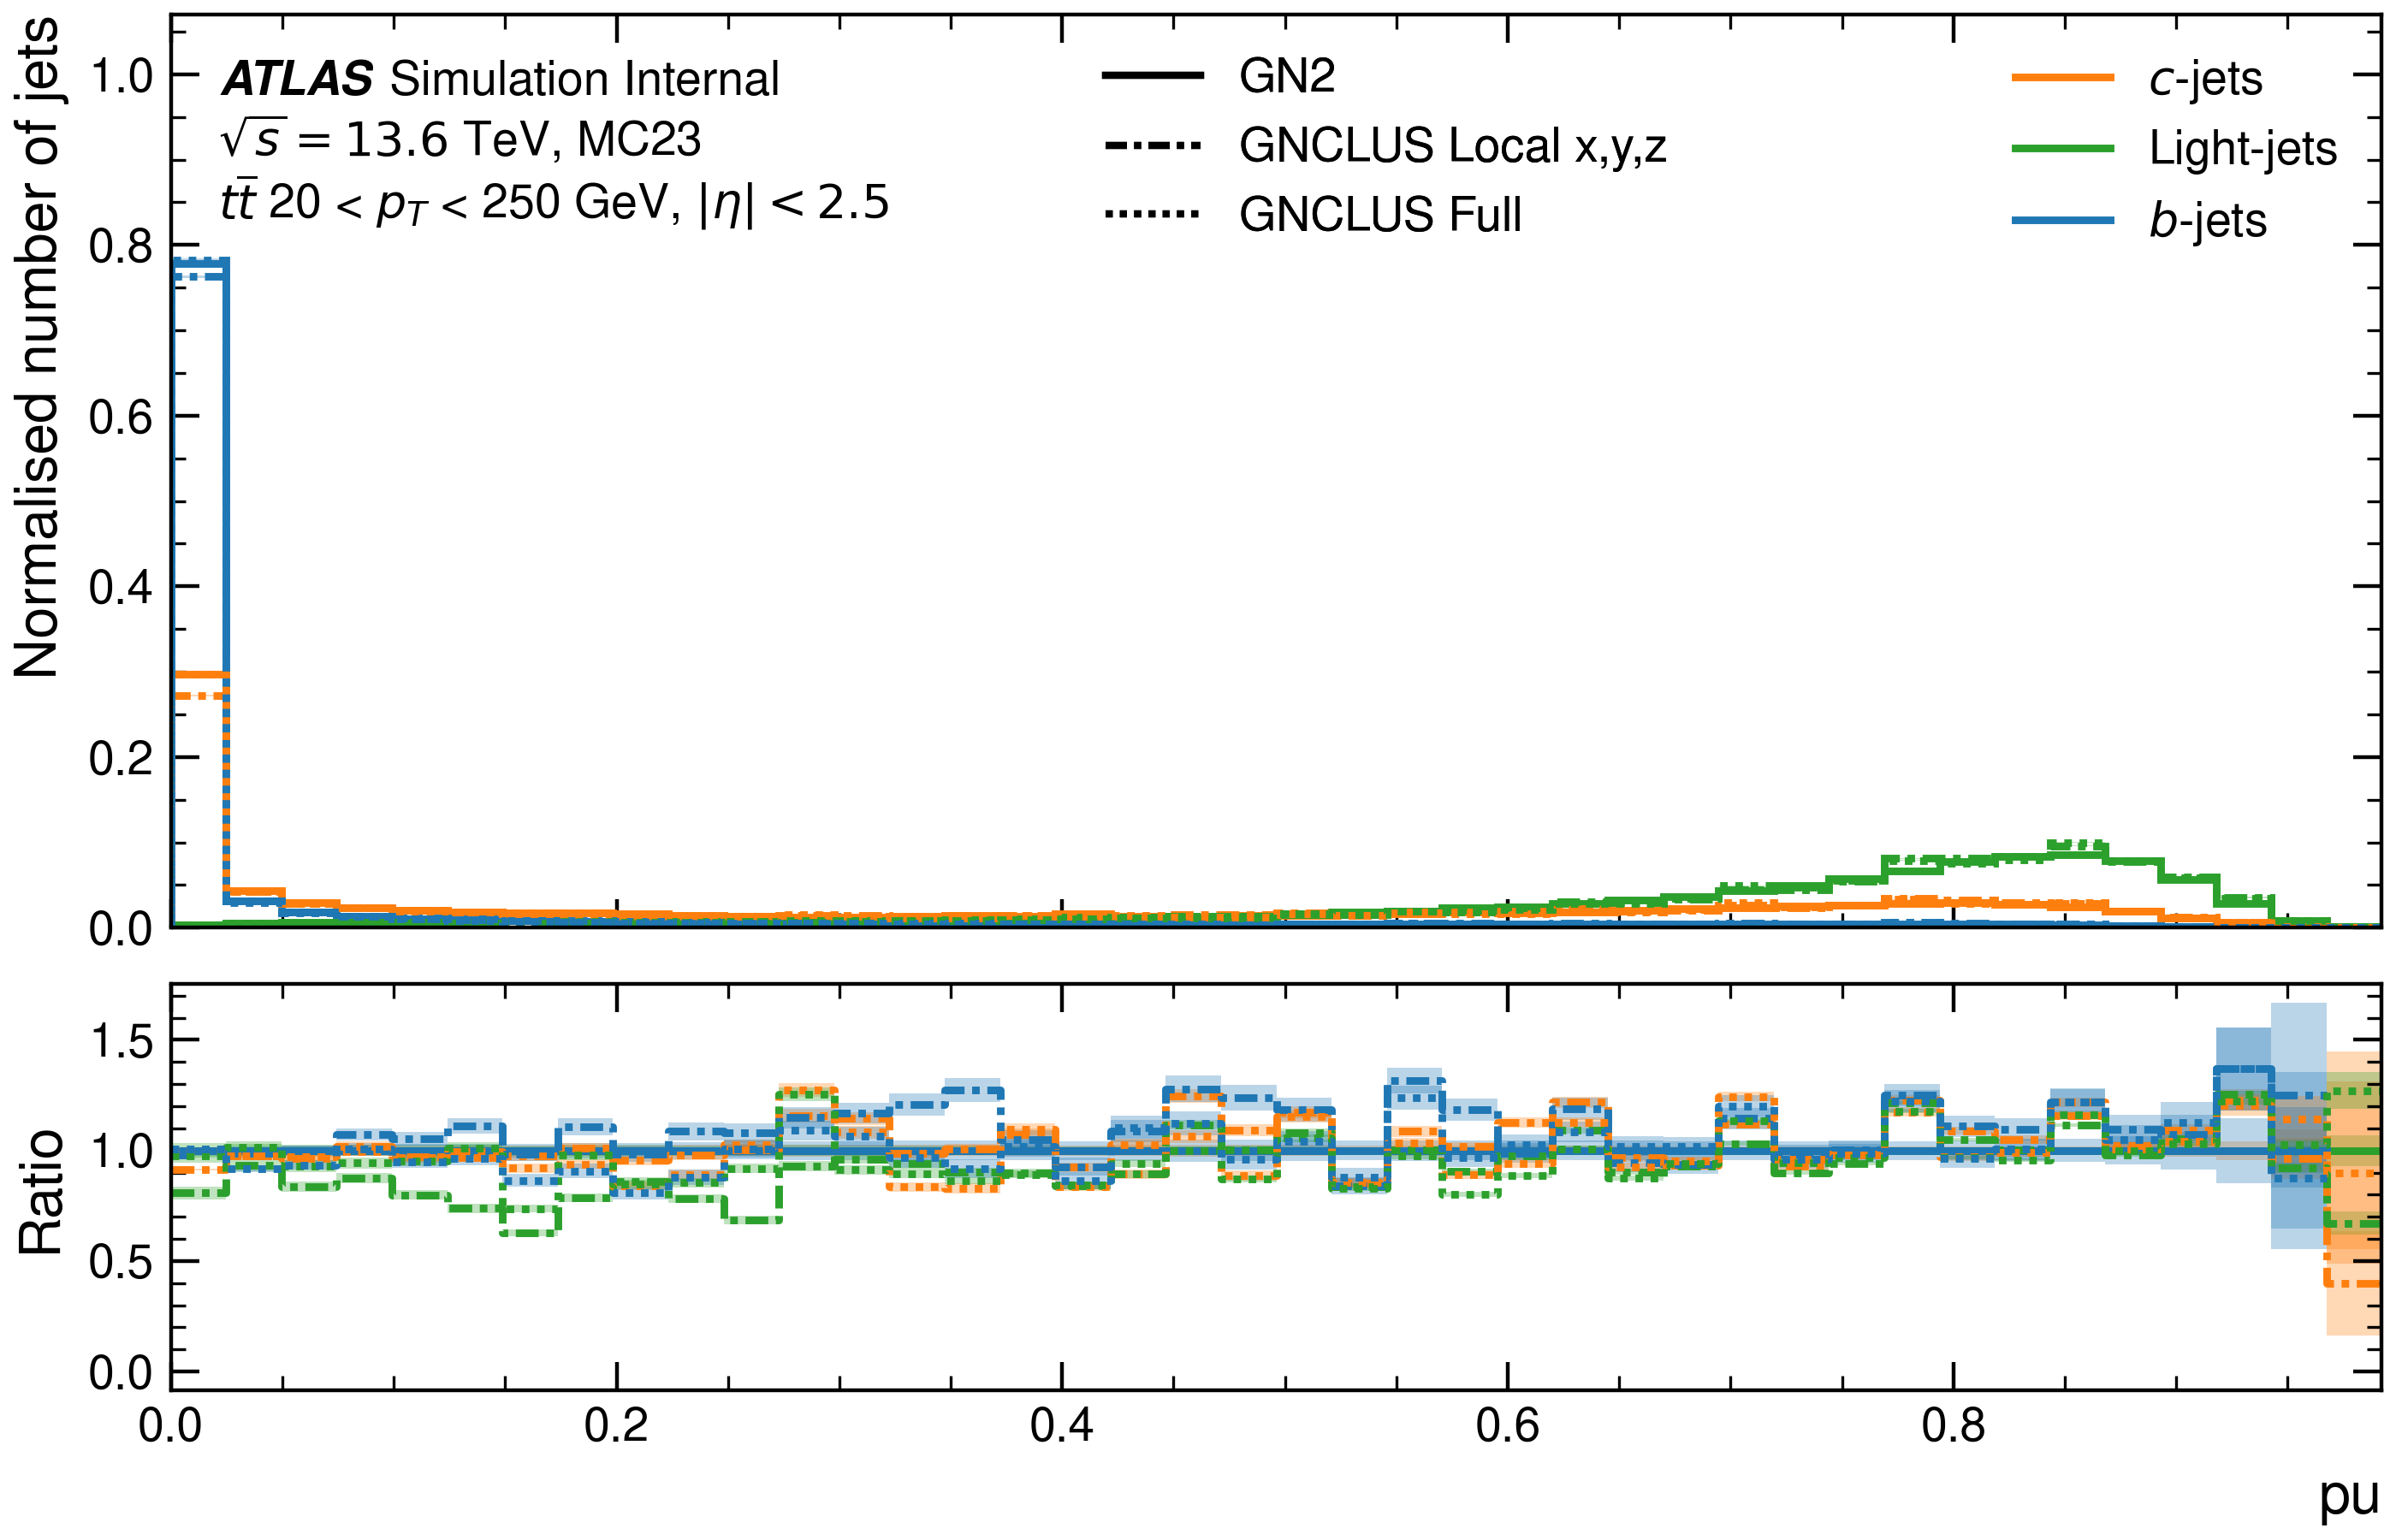 Normalised number of jets
ATLAS Simulation Internal
√s = 13.6 TeV, MC23
tt̄ 20 < pT < 250 GeV, |η| < 2.5
GN2
GNCLUS Local x,y,z
GNCLUS Full
c-jets
Light-jets
b-jets
1.0
0.8
0.6
0.4
0.2
0.0
Ratio
1.5
1.0
0.5
0.0
0.0 0.2 0.4 0.6 0.8
pu